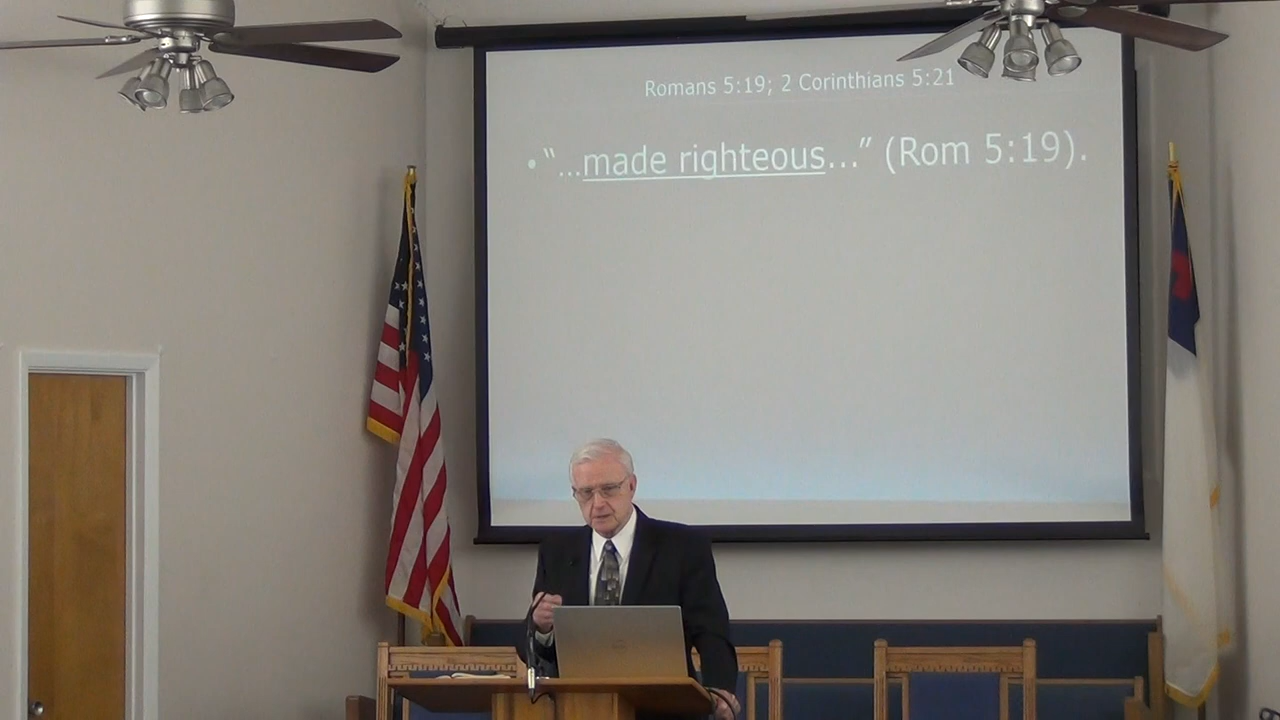 Romans 5:19; 2 Corinthians 5:21
•“...made righteous...” (Rom 5:19).